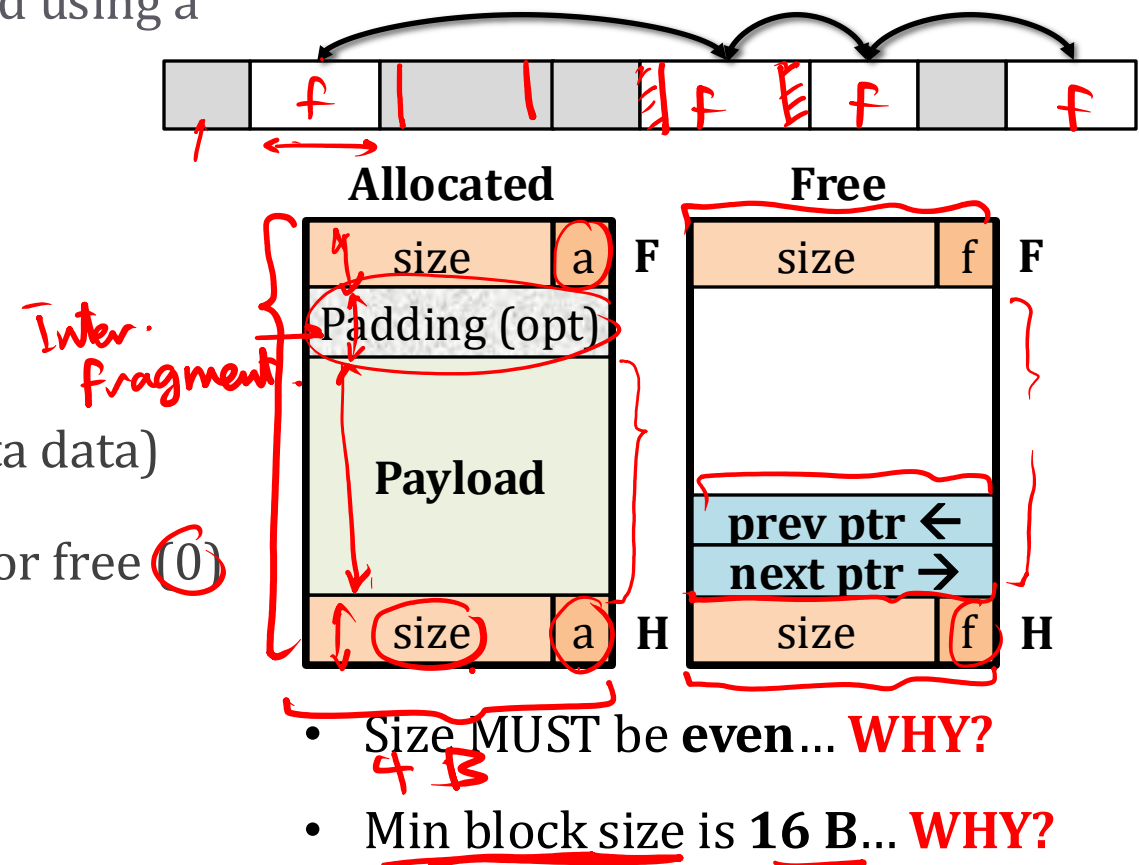 d using a
f f f f
Allocated Free
size a F size f F
Padding (opt)
Inter.
fragment.
ta data)
Payload
prev ptr ←
next ptr →
or free (0)
size a H size f H
• Size MUST be even... WHY?
4 B
• Min block size is 16 B... WHY?